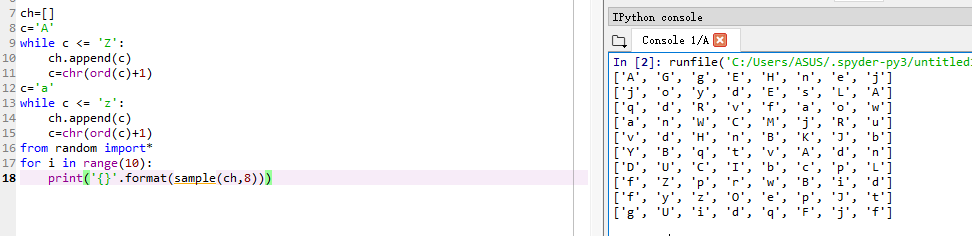 7 ch=[]
8 c='A'
9 while c <= 'Z':
10 ch.append(c)
11 c=chr(ord(c)+1)
12 c='a'
13 while c <= 'z':
14 ch.append(c)
15 c=chr(ord(c)+1)
16 from random import*
17 for i in range(10):
18 print('{}'.format(sample(ch,8)))
IPython console
Console 1/A
In [2]: runfile('C:/Users/ASUS/.spyder-py3/untitled
['A', 'G', 'g', 'E', 'H', 'n', 'e', 'j']
['j', 'o', 'y', 'd', 'E', 's', 'L', 'A']
['q', 'd', 'R', 'v', 'f', 'a', 'o', 'w']
['a', 'n', 'W', 'C', 'M', 'j', 'R', 'u']
['v', 'd', 'H', 'n', 'B', 'K', 'J', 'b']
['Y', 'B', 'q', 't', 'v', 'A', 'd', 'n']
['D', 'U', 'C', 'I', 'b', 'c', 'p', 'L']
['f', 'Z', 'p', 'r', 'w', 'B', 'i', 'd']
['f', 'y', 'z', 'O', 'e', 'p', 'J', 't']
['g', 'U', 'i', 'd', 'q', 'F', 'j', 'f']